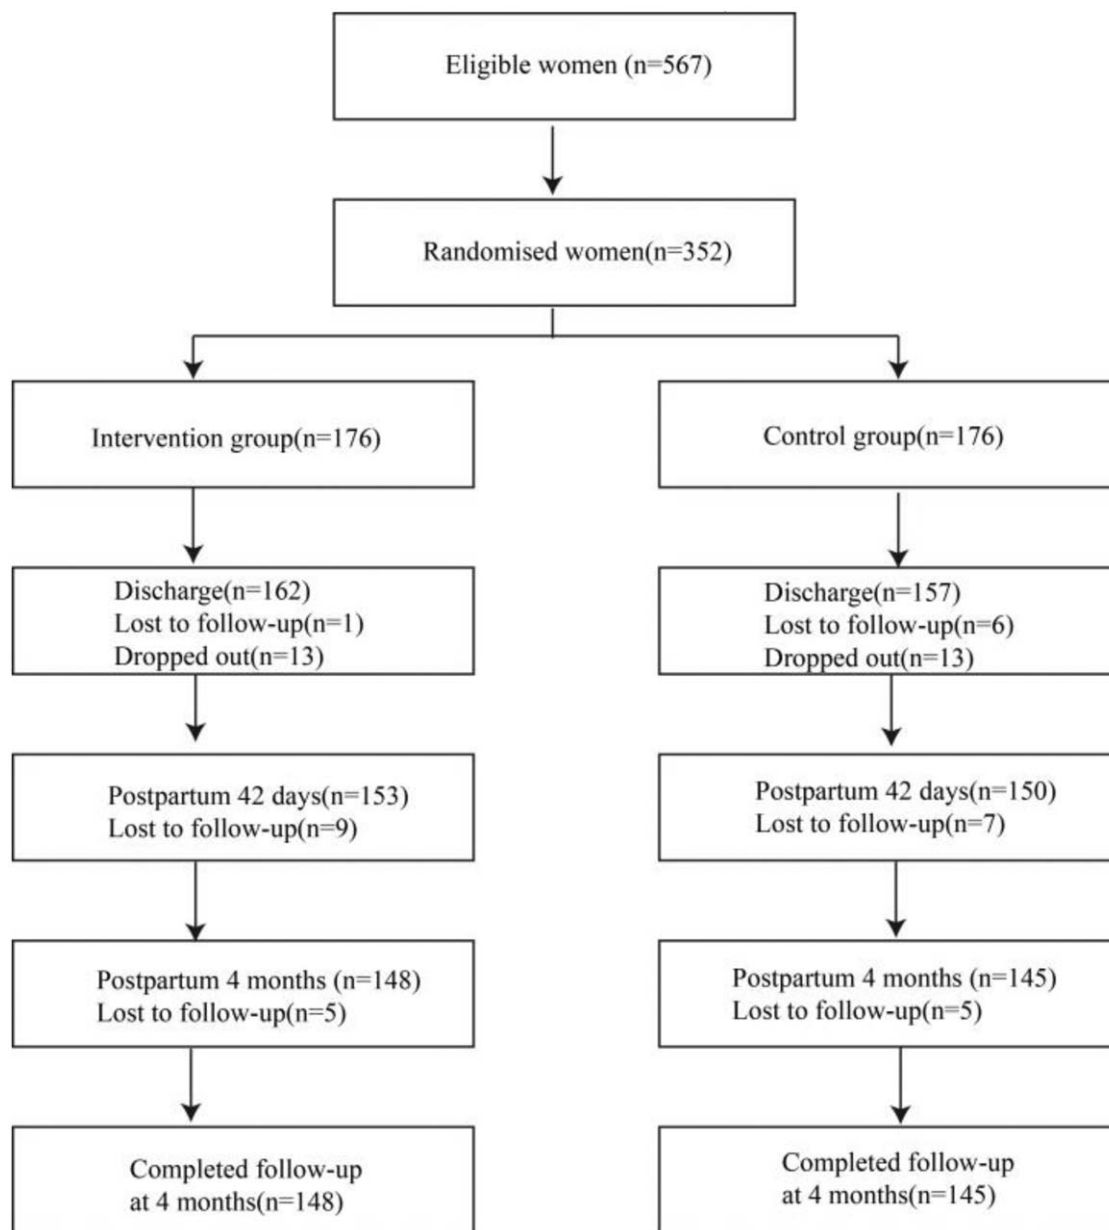 Eligible women (n=567)
Randomised women(n=352)
Intervention group(n=176)
Control group(n=176)
Discharge(n=162)
Lost to follow-up(n=1)
Dropped out(n=13)
Discharge(n=157)
Lost to follow-up(n=6)
Dropped out(n=13)
Postpartum 42 days(n=153)
Lost to follow-up(n=9)
Postpartum 42 days(n=150)
Lost to follow-up(n=7)
Postpartum 4 months (n=148)
Lost to follow-up(n=5)
Postpartum 4 months (n=145)
Lost to follow-up(n=5)
Completed follow-up
at 4 months(n=148)
Completed follow-up
at 4 months(n=145)